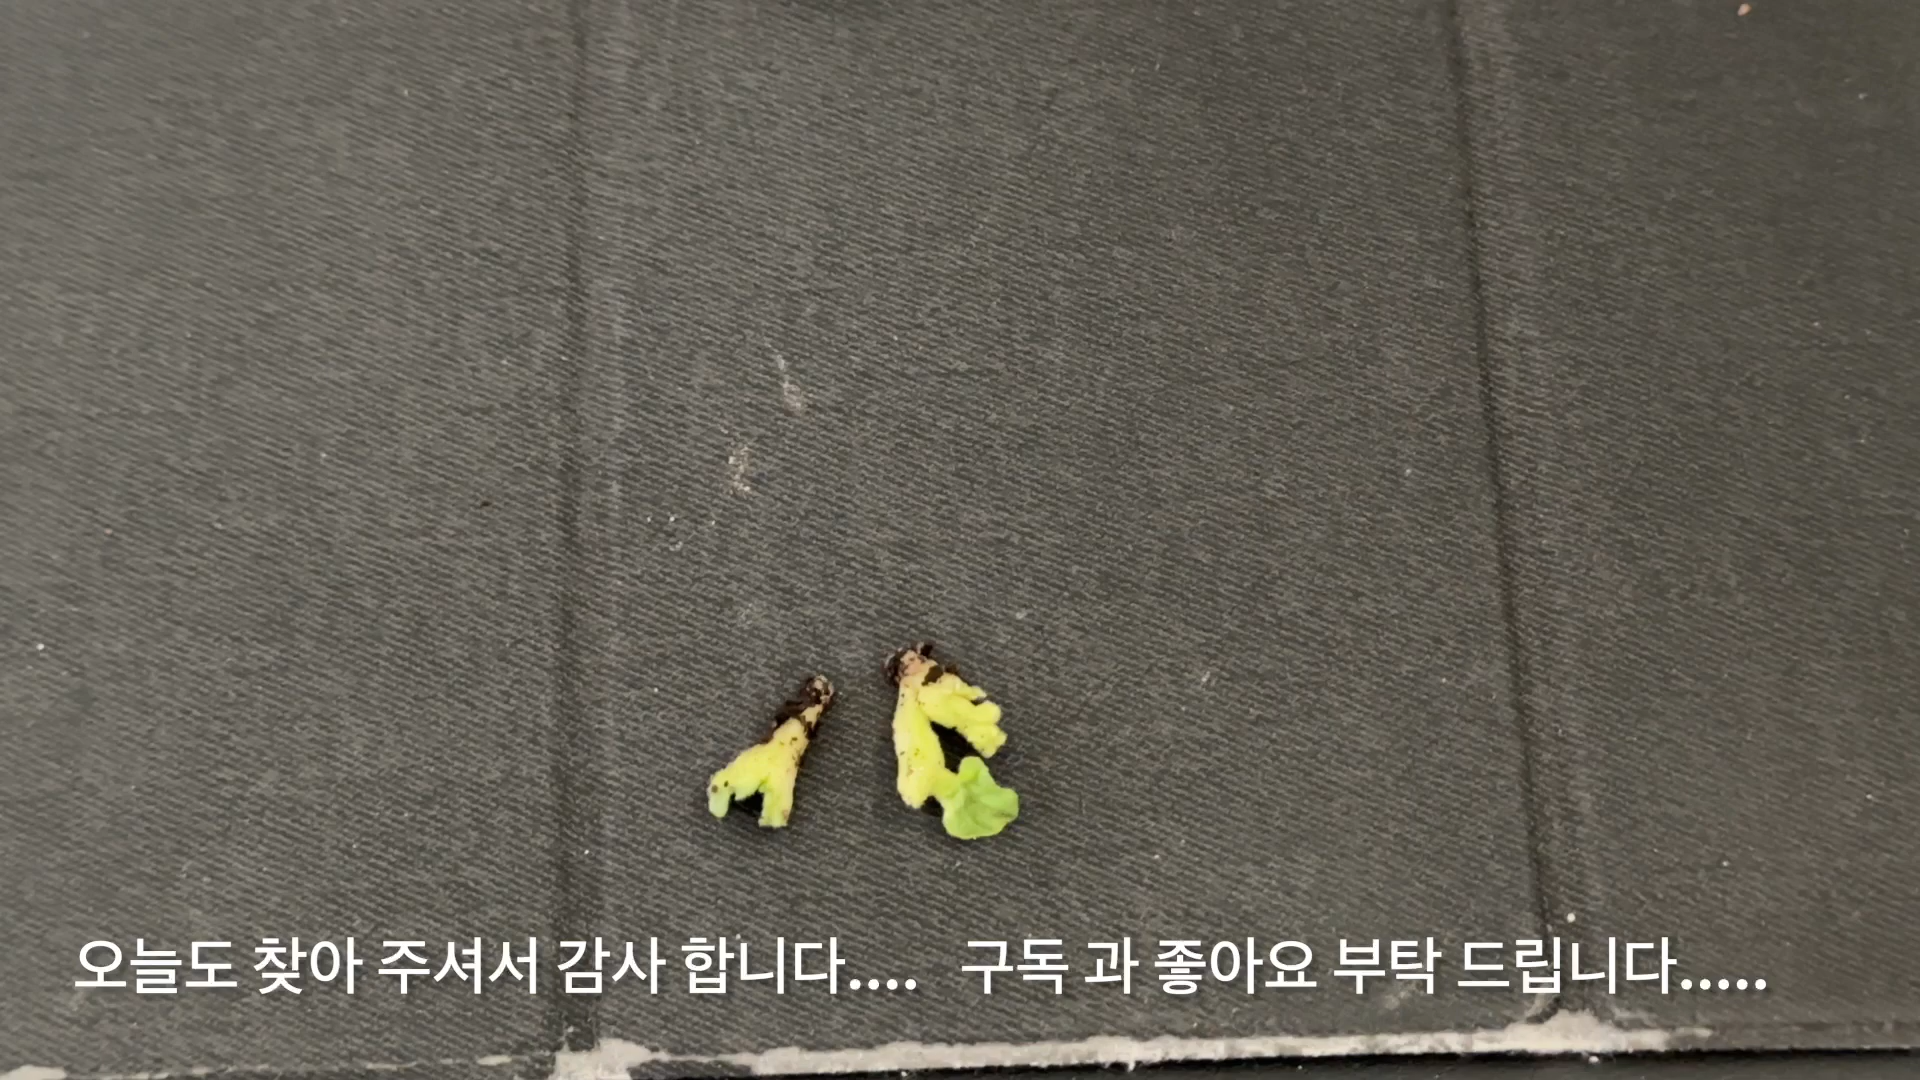 오늘도 찾아 주셔서 감사 합니다.... 구독 과 좋아요 부탁 드립니다.....